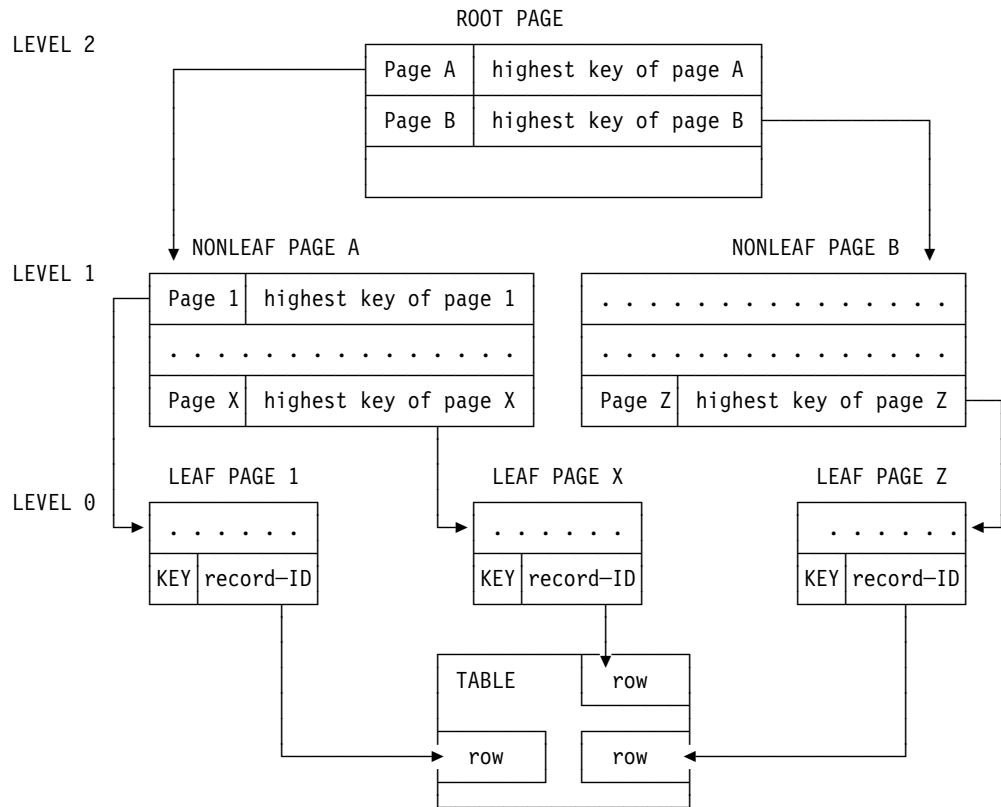 ROOT PAGE
LEVEL 2
Page A highest key of page A
Page B highest key of page B
NONLEAF PAGE A NONLEAF PAGE B
LEVEL 1
Page 1 highest key of page 1 . . . . . . . . . . . . . . .
. . . . . . . . . . . . . . . . . . . . . . . . . . . . . .
Page X highest key of page X Page Z highest key of page Z
LEAF PAGE 1 LEAF PAGE X LEAF PAGE Z
LEVEL 0
. . . . . . . . . . . . . . . . . .
KEY record–ID KEY record–ID KEY record–ID
TABLE row
row row